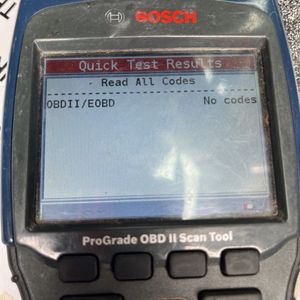 BOSCH
Quick Test Results
- Read All Codes
OBDII/EOBD No codes
ProGrade OBD II Scan Tool